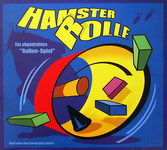 HAMSTER
ROLLE
Ein abgedrehtes
"Rollen-Spiel"